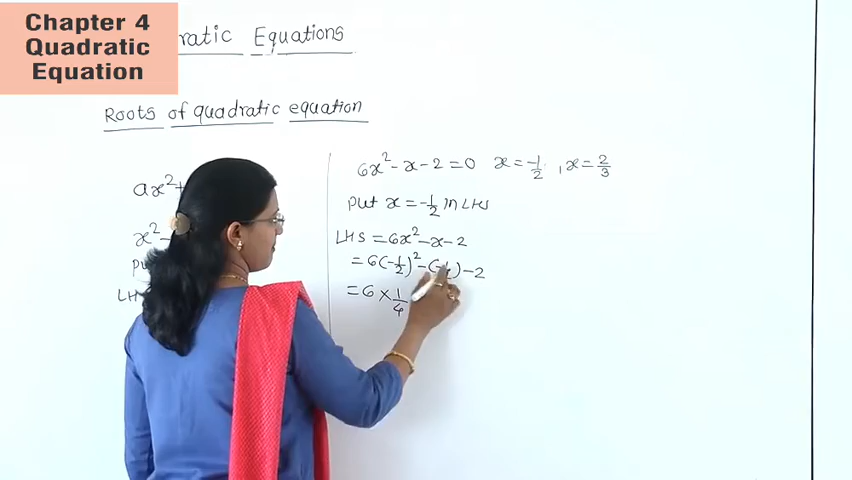 Chapter 4
Quadratic
Equation
ratic Equations
Roots of quadratic equation
ax²+
x²-
LH
6x²-x-2=0 x=-1/2, x=2/3
Put x=-1/2 in LHS
LHS =6x²-x-2
=6(-1/2)²-(-1/2)-2
=6×1/4